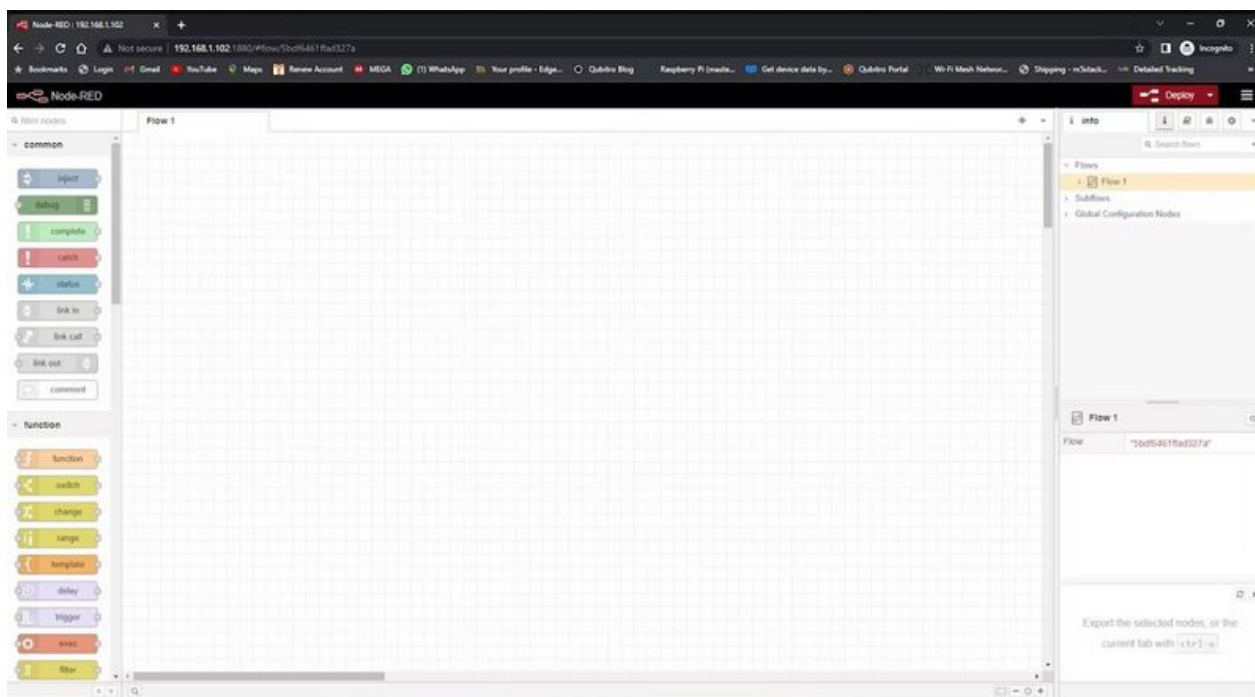 Node-RED : 192.168.1.102
Not secure 192.168.1.102:1880/#flow/5bdf6461ffad327a
Incognito
Bookmarks Login Gmail YouTube Maps Renew Account MEGA (1) WhatsApp Your profile - Edge... Qubitro Blog Raspberry Pi (maste... Get device data by... Qubitro Portal Wi-Fi Mesh Networ... Shipping - m5stack... Detailed Tracking
Node-RED
Deploy
filter nodes
Flow 1
info
Search flows
common
inject
debug
complete
catch
status
link in
link call
link out
comment
function
function
switch
change
range
template
delay
trigger
exec
filter
Flows
Flow 1
Subflows
Global Configuration Nodes
Flow 1
Flow "5bdf6461ffad327a"
Export the selected nodes, or the
current tab with ctrl-e